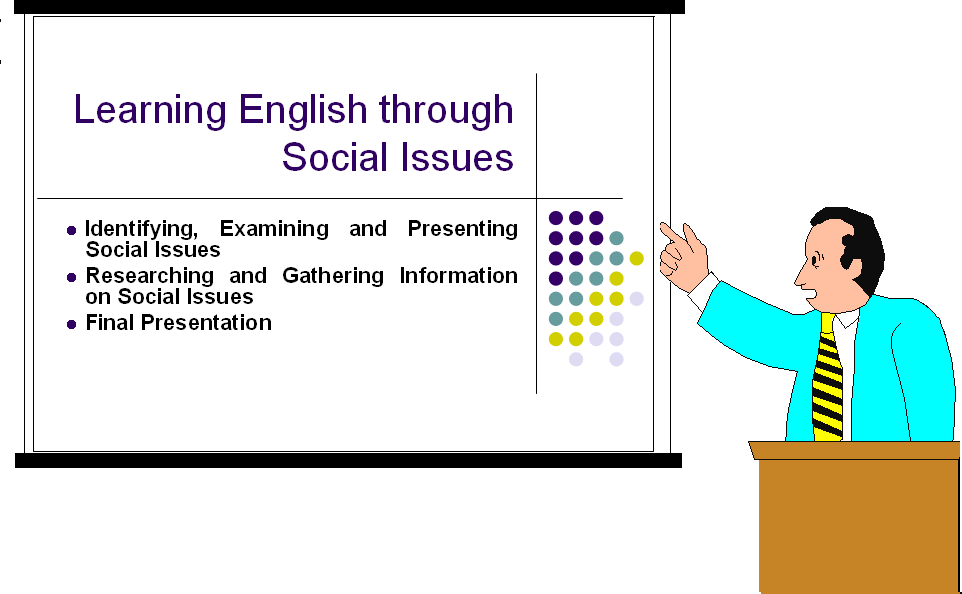 Learning English through
Social Issues
Identifying, Examining and Presenting
Social Issues
Researching and Gathering Information
on Social Issues
Final Presentation